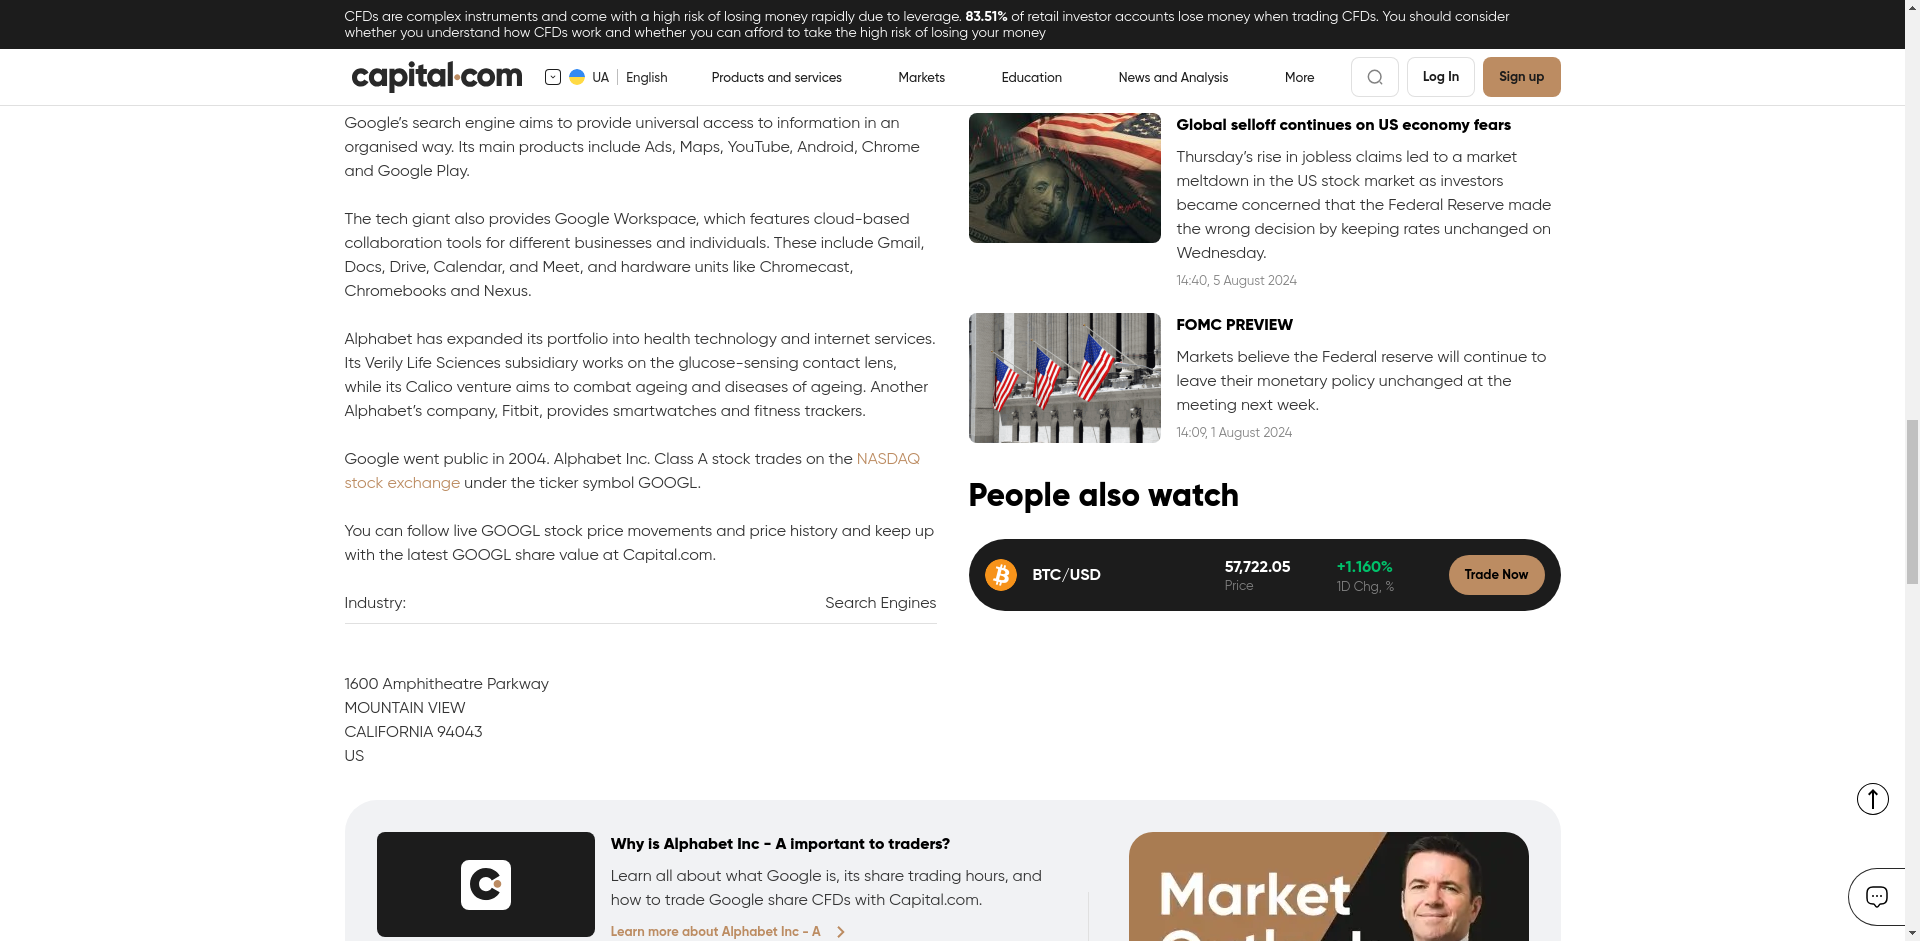 CFDs are complex instruments and come with a high risk of losing money rapidly due to leverage. 83.51% of retail investor accounts lose money when trading CFDs. You should consider
whether you understand how CFDs work and whether you can afford to take the high risk of losing your money
capital.com
UA
English
Products and services
Markets
Education
News and Analysis
More
Log In
Sign up
Google’s search engine aims to provide universal access to information in an
organised way. Its main products include Ads, Maps, YouTube, Android, Chrome
and Google Play.
The tech giant also provides Google Workspace, which features cloud-based
collaboration tools for different businesses and individuals. These include Gmail,
Docs, Drive, Calendar, and Meet, and hardware units like Chromecast,
Chromebooks and Nexus.
Alphabet has expanded its portfolio into health technology and internet services.
Its Verily Life Sciences subsidiary works on the glucose-sensing contact lens,
while its Calico venture aims to combat ageing and diseases of ageing. Another
Alphabet’s company, Fitbit, provides smartwatches and fitness trackers.
Google went public in 2004. Alphabet Inc. Class A stock trades on the NASDAQ
stock exchange under the ticker symbol GOOGL.
You can follow live GOOGL stock price movements and price history and keep up
with the latest GOOGL share value at Capital.com.
Industry: Search Engines
1600 Amphitheatre Parkway
MOUNTAIN VIEW
CALIFORNIA 94043
US
Global selloff continues on US economy fears
Thursday’s rise in jobless claims led to a market
meltdown in the US stock market as investors
became concerned that the Federal Reserve made
the wrong decision by keeping rates unchanged on
Wednesday.
14:40, 5 August 2024
FOMC PREVIEW
Markets believe the Federal reserve will continue to
leave their monetary policy unchanged at the
meeting next week.
14:09, 1 August 2024
People also watch
BTC/USD
57,722.05
Price
+1.160%
1D Chg, %
Trade Now
Why is Alphabet Inc - A important to traders?
Learn all about what Google is, its share trading hours, and
how to trade Google share CFDs with Capital.com.
Learn more about Alphabet Inc - A
Market